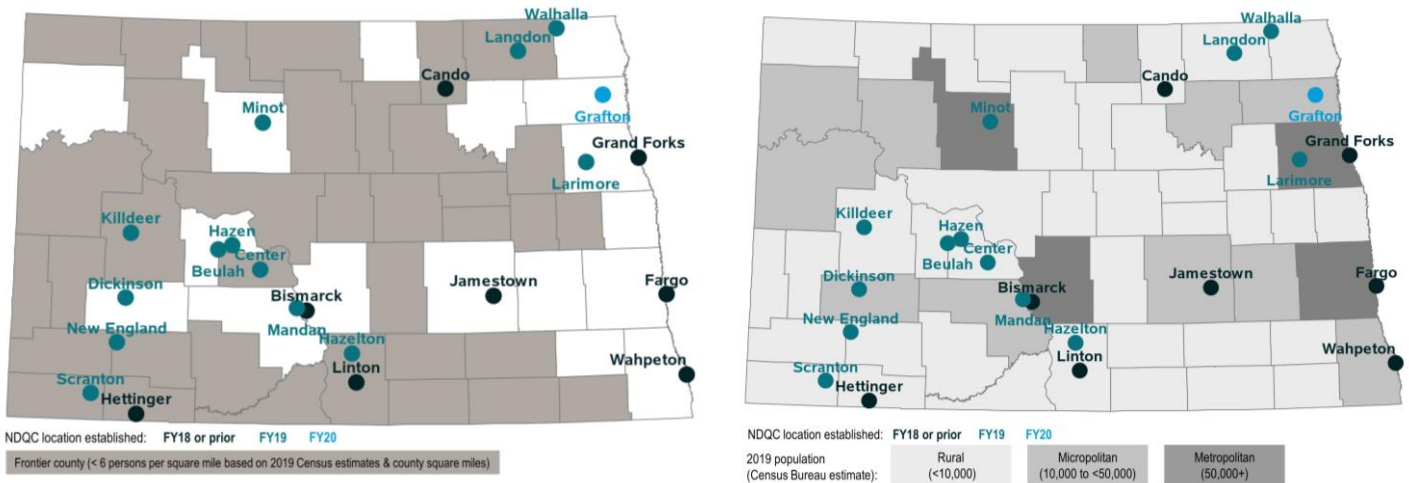 Walhalla
Langdon
Cando
Minot
Grafton
Grand Forks
Larimore
Killdeer
Hazen
Center
Beulah
Dickinson
Bismarck
Jamestown
Fargo
New England
Mandan
Hazelton
Linton
Wahpeton
Scranton
Hettinger
NDQC location established: FY18 or prior FY19 FY20
Frontier county (< 6 persons per square mile based on 2019 Census estimates & county square miles)
Walhalla
Langdon
Cando
Minot
Grafton
Grand Forks
Larimore
Killdeer
Hazen
Center
Beulah
Dickinson
Bismarck
Jamestown
Fargo
New England
Mandan
Hazelton
Linton
Wahpeton
Scranton
Hettinger
NDQC location established: FY18 or prior FY19 FY20
2019 population
(Census Bureau estimate):
Rural
(<10,000)
Micropolitan
(10,000 to <50,000)
Metropolitan
(50,000+)